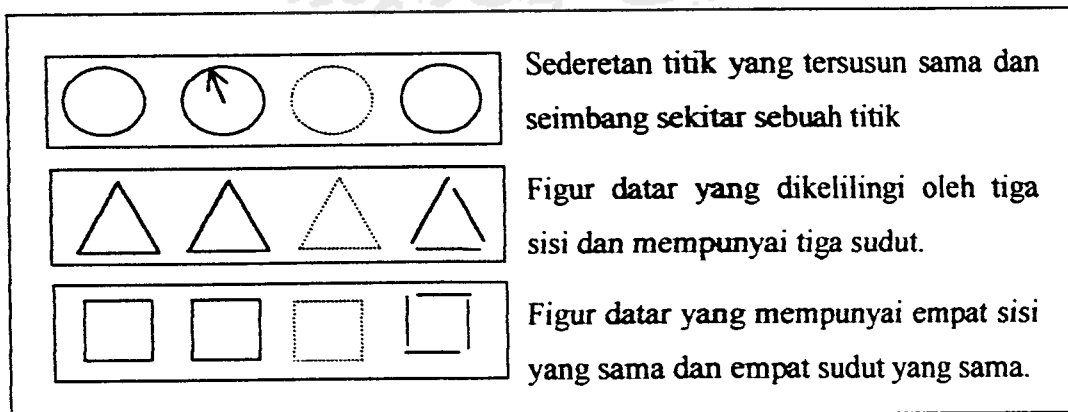 Sederetan titik yang tersusun sama dan
seimbang sekitar sebuah titik
Figur datar yang dikelilingi oleh tiga
sisi dan mempunyai tiga sudut.
Figur datar yang mempunyai empat sisi
yang sama dan empat sudut yang sama.